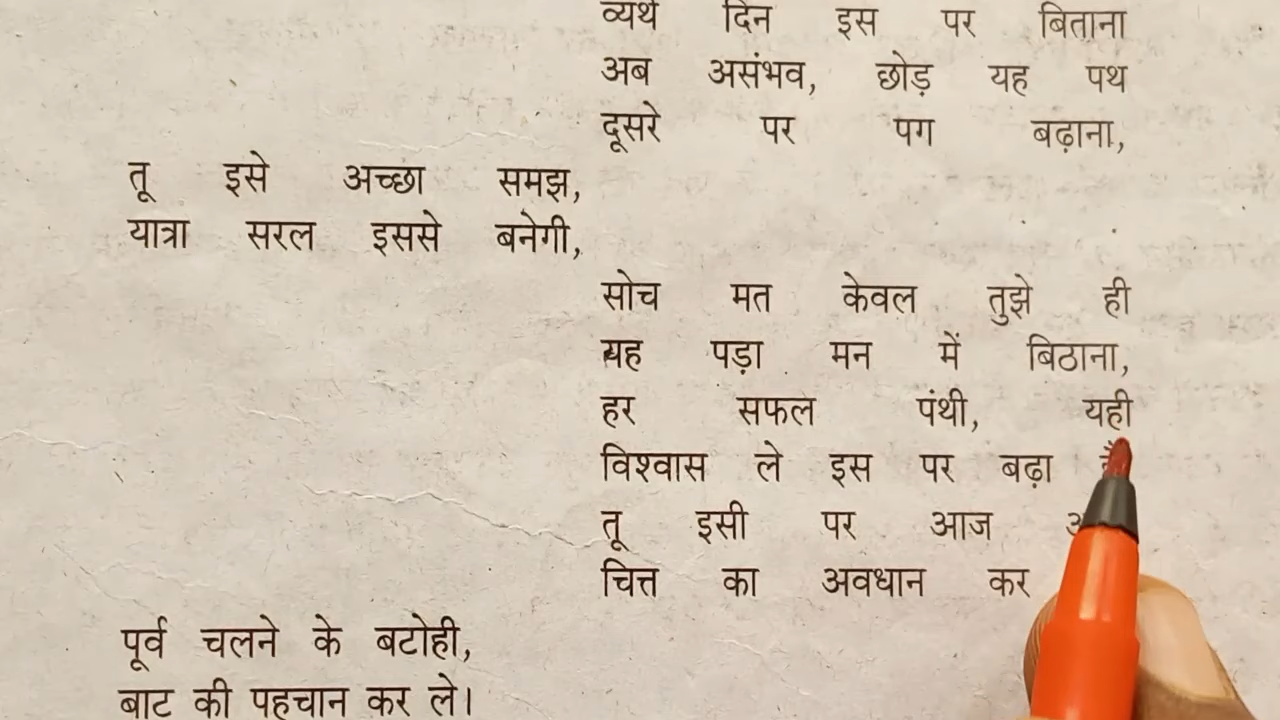 व्यर्थ दिन इस पर बिताना
अब असंभव, छोड़ यह पथ
दूसरे पर पग बढ़ाना,
तू इसे अच्छा समझ,
यात्रा सरल इससे बनेगी,
सोच मत केवल तुझे ही
यह पड़ा मन में बिठाना,
हर सफल पंथी, यही
विश्वास ले इस पर बढ़ा
तू इसी पर आज
चित्त का अवधान कर
पूर्व चलने के बटोही,
बाट की पहचान कर ले।